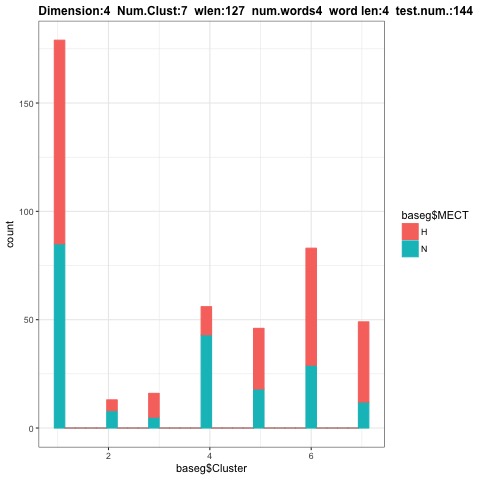 Dimension:4 Num.Clust:7 wlen:127 num.words4 word len:4 test.num.:144
150
100
50
0
count
2 4 6
baseg$Cluster
baseg$MECT
H
N